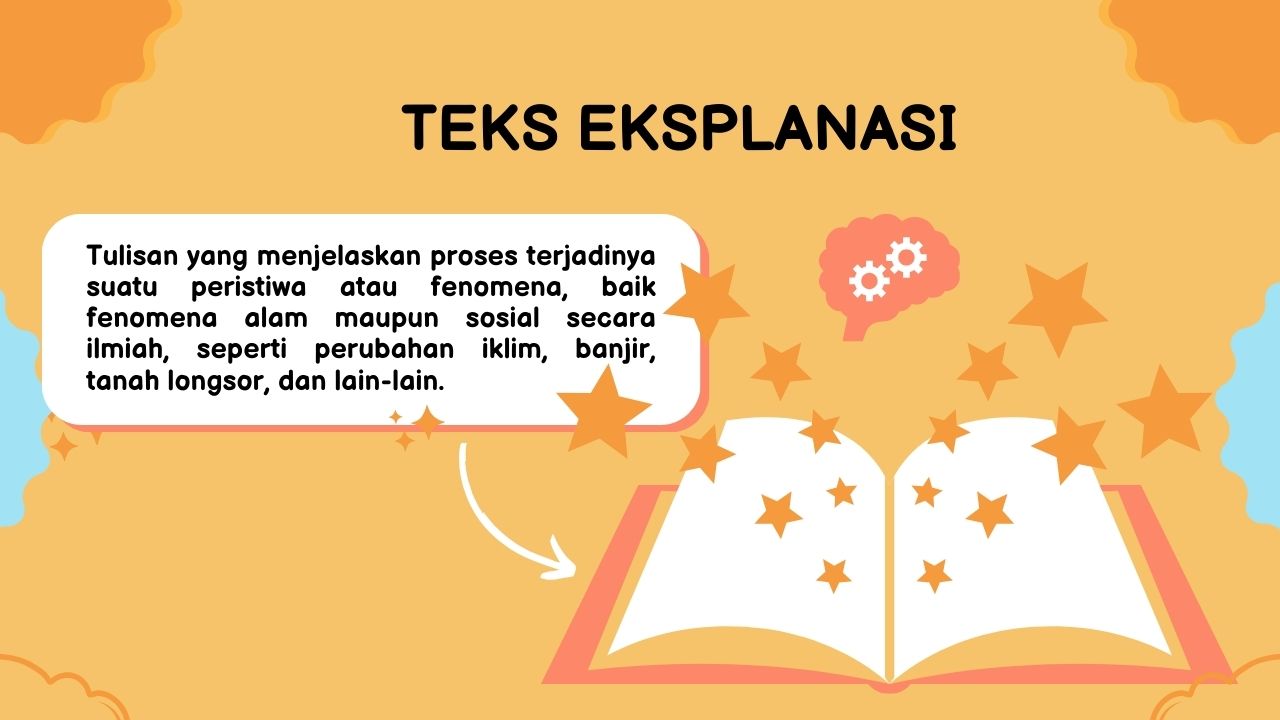 TEKS EKSPLANASI
Tulisan yang menjelaskan proses terjadinya
suatu peristiwa atau fenomena, baik
fenomena alam maupun sosial secara
ilmiah, seperti perubahan iklim, banjir,
tanah longsor, dan lain-lain.